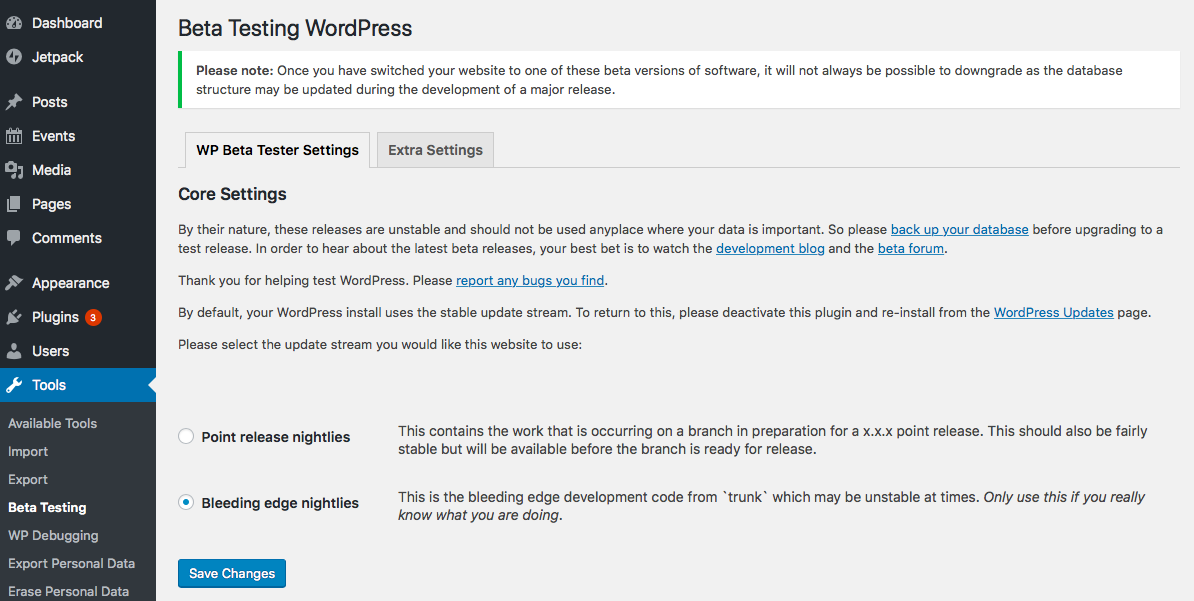 Dashboard
Jetpack
Posts
Events
Media
Pages
Comments
Appearance
Plugins 3
Users
Tools
Available Tools
Import
Export
Beta Testing
WP Debugging
Export Personal Data
Erase Personal Data
Beta Testing WordPress
Please note: Once you have switched your website to one of these beta versions of software, it will not always be possible to downgrade as the database
structure may be updated during the development of a major release.
WP Beta Tester Settings
Extra Settings
Core Settings
By their nature, these releases are unstable and should not be used anyplace where your data is important. So please back up your database before upgrading to a
test release. In order to hear about the latest beta releases, your best bet is to watch the development blog and the beta forum.
Thank you for helping test WordPress. Please report any bugs you find.
By default, your WordPress install uses the stable update stream. To return to this, please deactivate this plugin and re-install from the WordPress Updates page.
Please select the update stream you would like this website to use:
Point release nightlies
This contains the work that is occurring on a branch in preparation for a x.x.x point release. This should also be fairly
stable but will be available before the branch is ready for release.
Bleeding edge nightlies
This is the bleeding edge development code from `trunk` which may be unstable at times. Only use this if you really
know what you are doing.
Save Changes